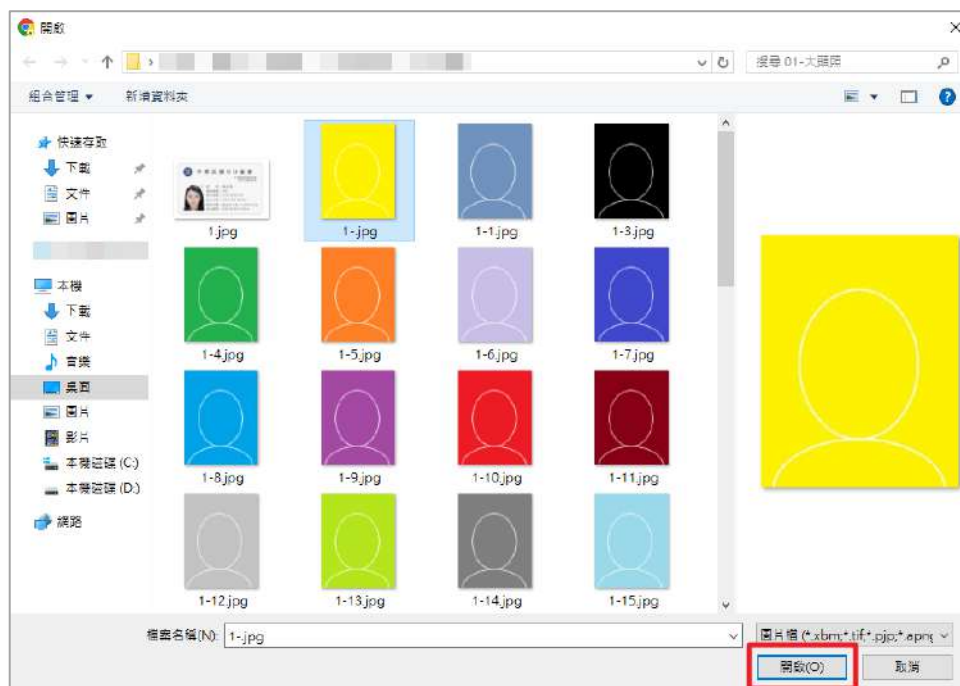 開啟
搜尋 01-大頭照
組合管理
新增資料夾
快速存取
下載
文件
圖片
本機
下載
文件
音樂
桌面
圖片
影片
本機磁碟 (C:)
本機磁碟 (D:)
網路
1.jpg
1-.jpg
1-1.jpg
1-3.jpg
1-4.jpg
1-5.jpg
1-6.jpg
1-7.jpg
1-8.jpg
1-9.jpg
1-10.jpg
1-11.jpg
1-12.jpg
1-13.jpg
1-14.jpg
1-15.jpg
檔案名稱(N): 1-.jpg
圖片檔 (*.xbm;*.tif;*.pjp;*.apng
開啟(O)
取消